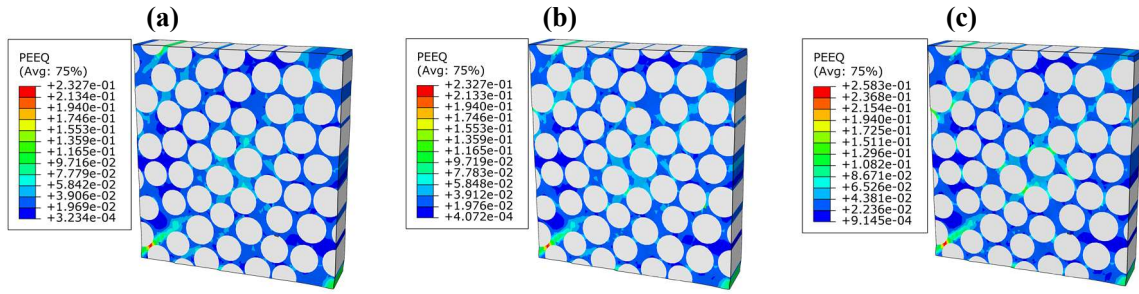 (a)
PEEQ
(Avg: 75%)
+2.327e-01
+2.134e-01
+1.940e-01
+1.746e-01
+1.553e-01
+1.359e-01
+1.165e-01
+9.716e-02
+7.779e-02
+5.842e-02
+3.906e-02
+1.969e-02
+3.234e-04
(b)
PEEQ
(Avg: 75%)
+2.327e-01
+2.133e-01
+1.940e-01
+1.746e-01
+1.553e-01
+1.359e-01
+1.165e-01
+9.719e-02
+7.783e-02
+5.848e-02
+3.912e-02
+1.976e-02
+4.072e-04
(c)
PEEQ
(Avg: 75%)
+2.583e-01
+2.368e-01
+2.154e-01
+1.940e-01
+1.725e-01
+1.511e-01
+1.296e-01
+1.082e-01
+8.671e-02
+6.526e-02
+4.381e-02
+2.236e-02
+9.145e-04